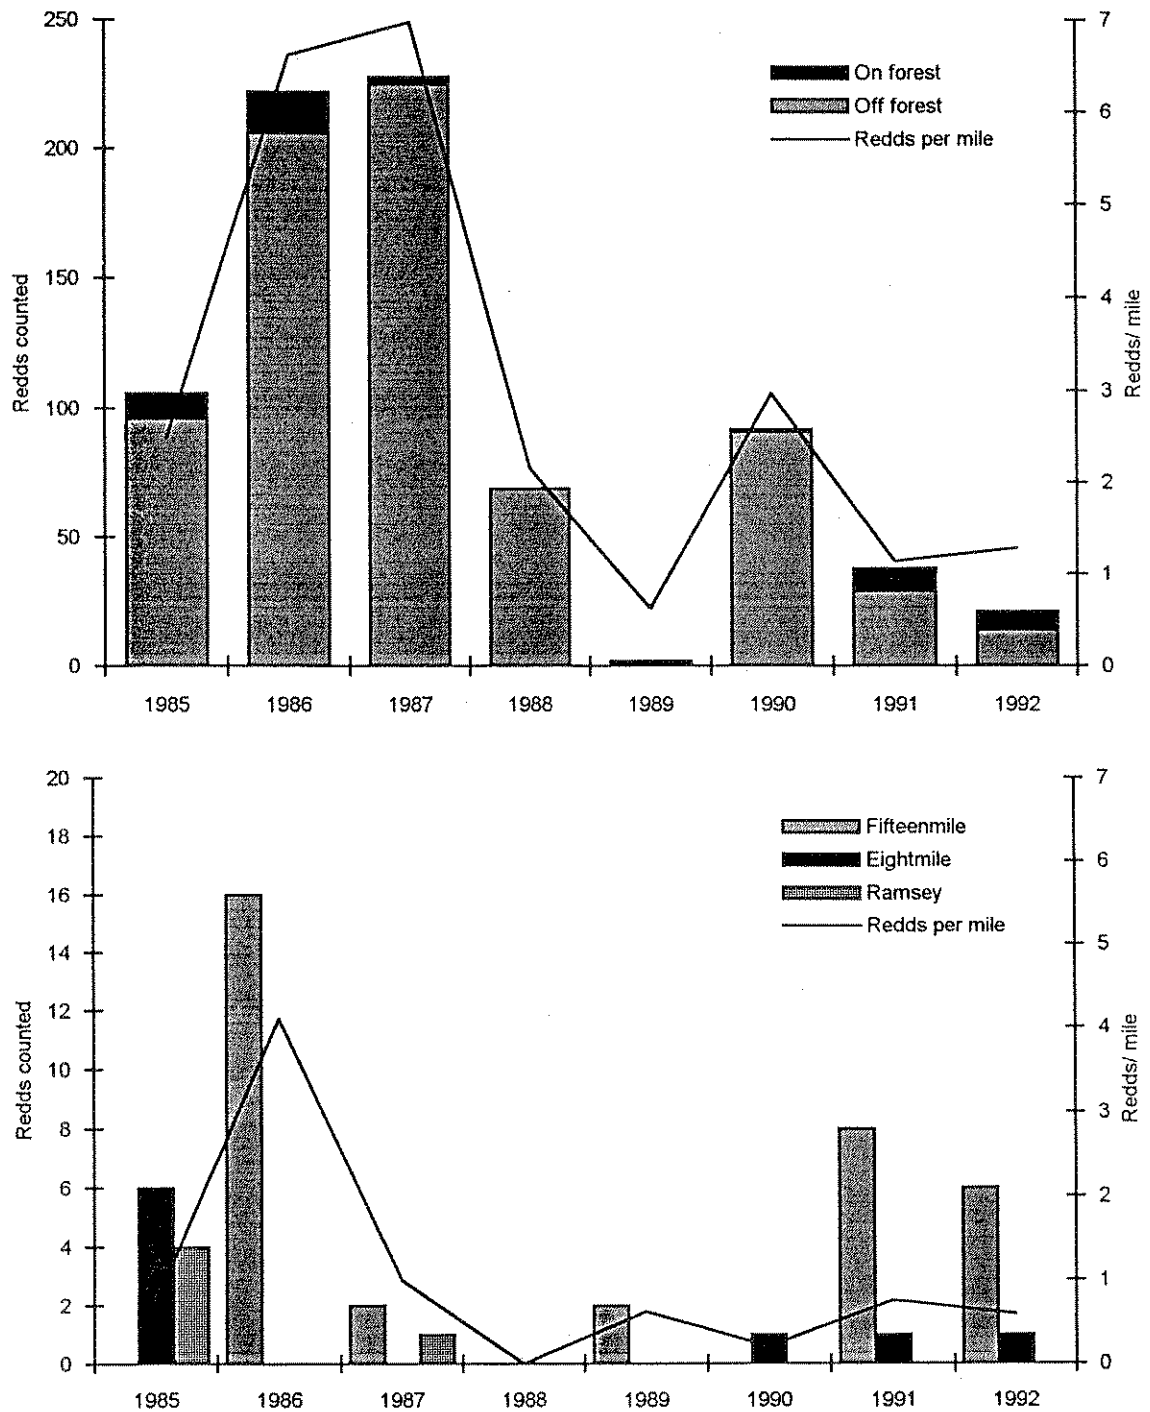 250
200
150
100
50
0
Redds counted
7
6
5
4
3
2
1
0
Redds/ mile
On forest
Off forest
Redds per mile
1985 1986 1987 1988 1989 1990 1991 1992
20
18
16
14
12
10
8
6
4
2
0
Redds counted
7
6
5
4
3
2
1
0
Redds/ mile
Fifteenmile
Eightmile
Ramsey
Redds per mile
1985 1986 1987 1988 1989 1990 1991 1992